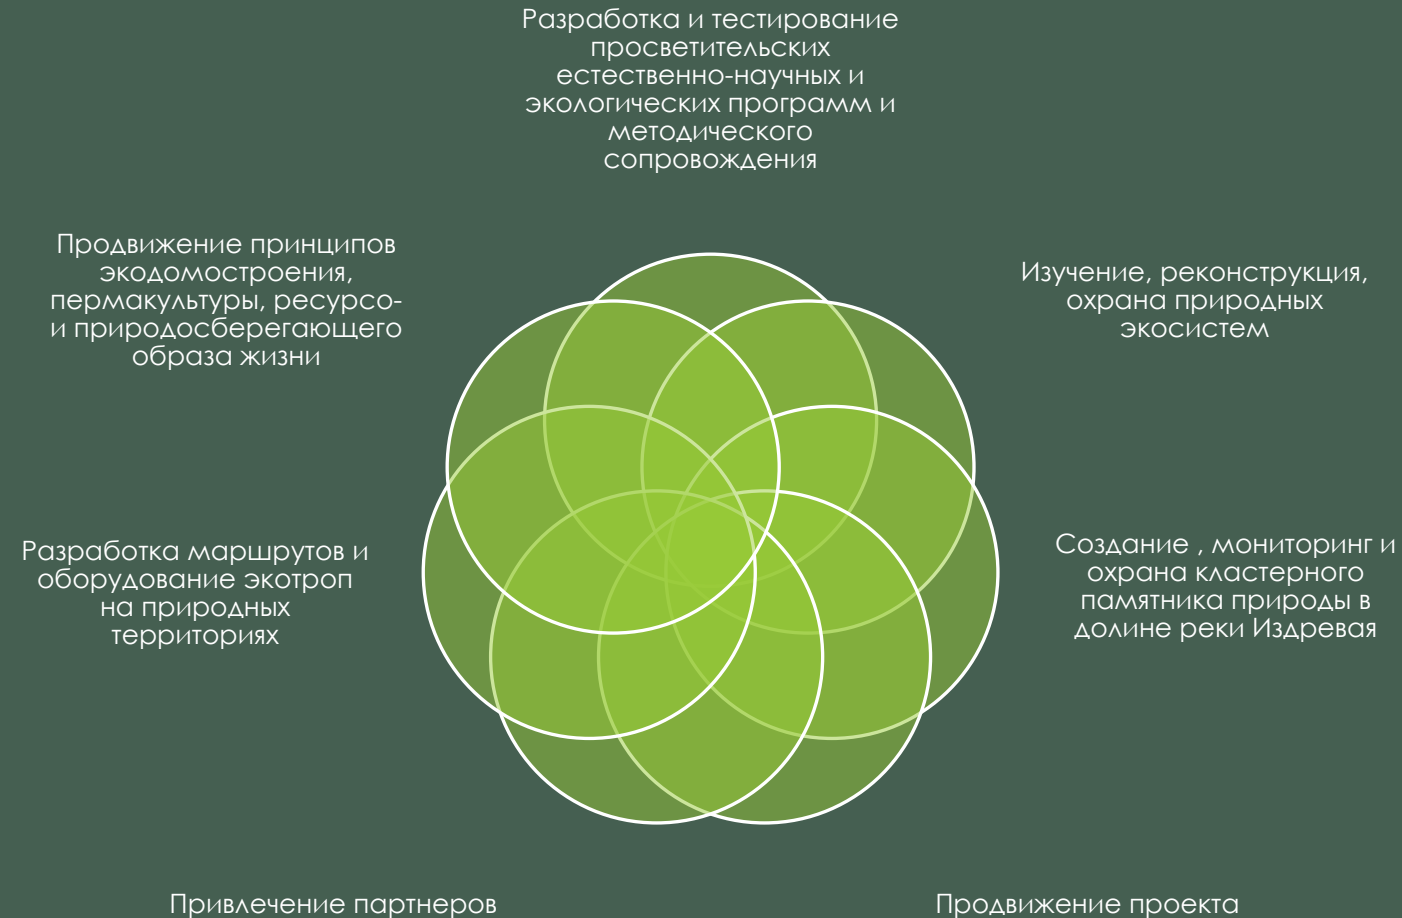 Разработка и тестирование
просветительских
естественно-научных и
экологических программ и
методического
сопровождения
Продвижение принципов
экодомостроения,
пермакультуры, ресурсо-
и природосберегающего
образа жизни
Изучение, реконструкция,
охрана природных
экосистем
Разработка маршрутов и
оборудование экотроп
на природных
территориях
Создание , мониторинг и
охрана кластерного
памятника природы в
долине реки Издревая
Привлечение партнеров
Продвижение проекта